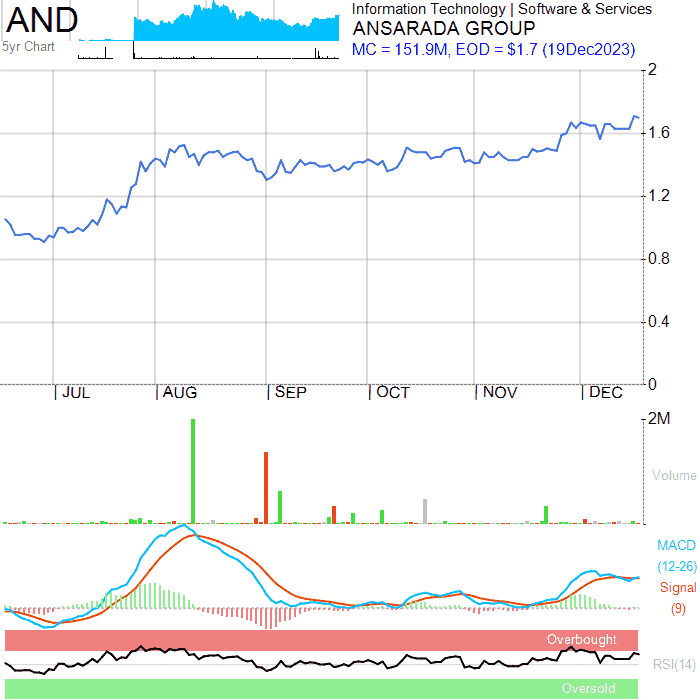 AND
5yr Chart
Information Technology | Software & Services
ANSARADA GROUP
MC = 151.9M, EOD = $1.7 (19Dec2023)
2
1.6
1.2
0.8
0.4
0
JUL AUG SEP OCT NOV DEC
2M
Volume
MACD
(12-26)
Signal
(9)
Overbought
RSI(14)
Oversold